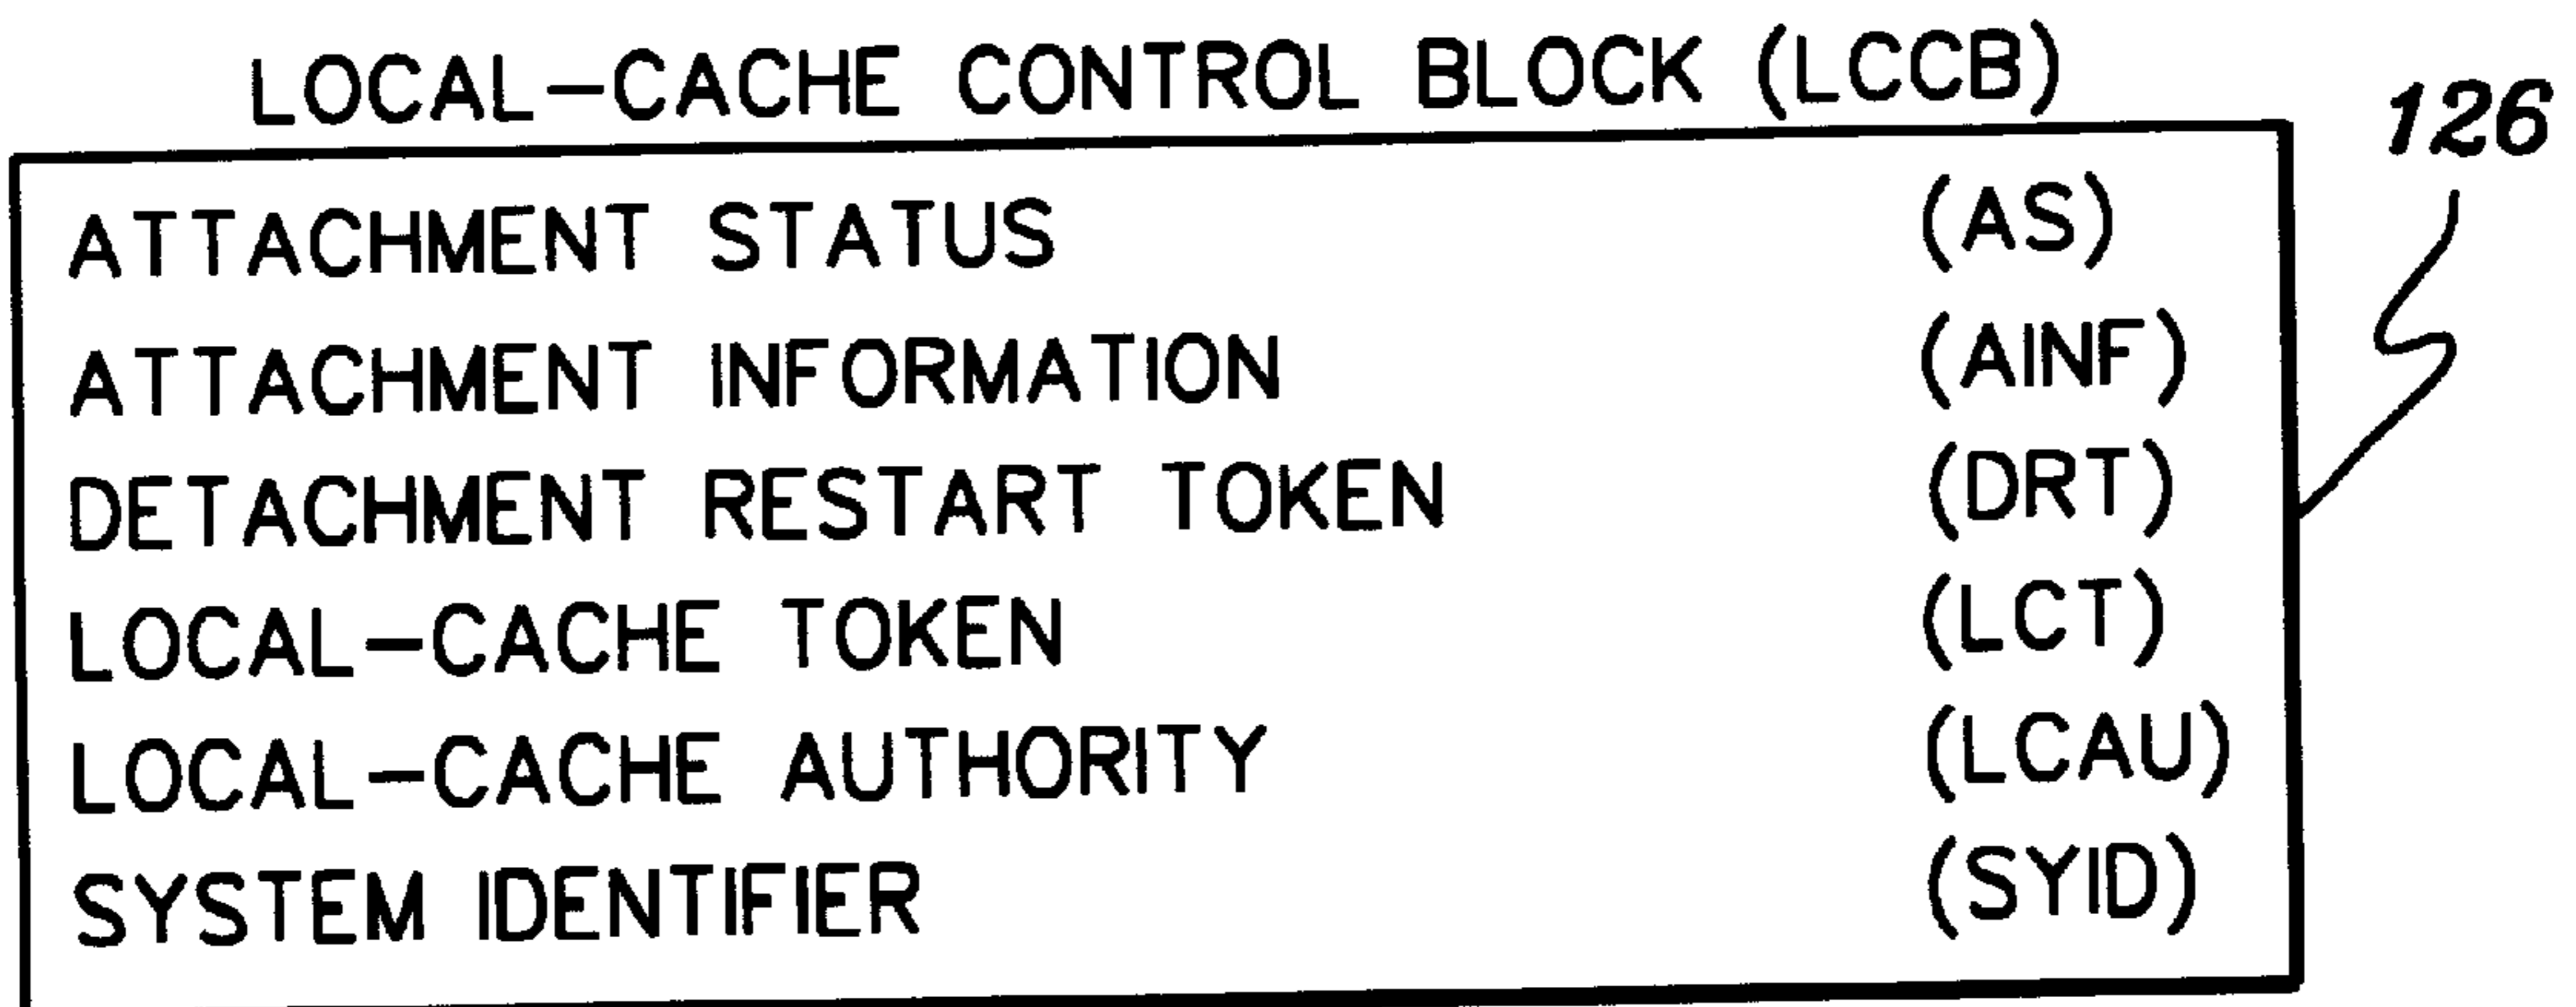 LOCAL-CACHE CONTROL BLOCK (LCCB)
126
ATTACHMENT STATUS (AS)
ATTACHMENT INFORMATION (AINF)
DETACHMENT RESTART TOKEN (DRT)
LOCAL-CACHE TOKEN (LCT)
LOCAL-CACHE AUTHORITY (LCAU)
SYSTEM IDENTIFIER (SYID)